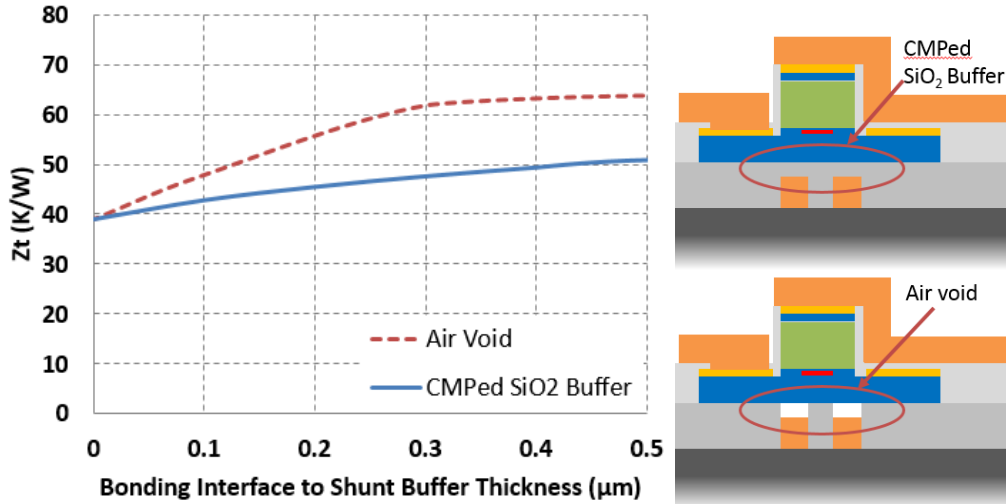 80
70
60
50
40
30
20
10
0
Zt (K/W)
Air Void
CMPed SiO2 Buffer
0 0.1 0.2 0.3 0.4 0.5
Bonding Interface to Shunt Buffer Thickness (μm)
CMPed
SiO₂ Buffer
Air void